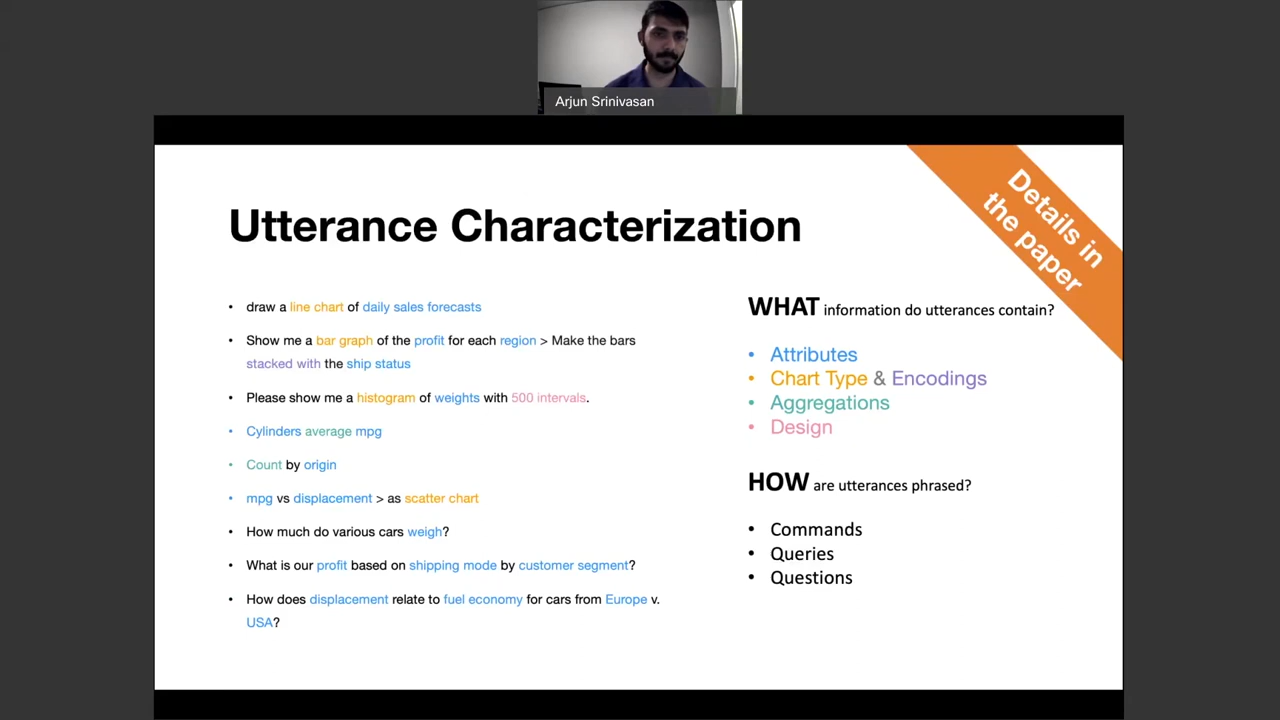 Arjun Srinivasan
Details in
the paper
Utterance Characterization
• draw a line chart of daily sales forecasts
• Show me a bar graph of the profit for each region > Make the bars
stacked with the ship status
• Please show me a histogram of weights with 500 intervals.
• Cylinders average mpg
• Count by origin
• mpg vs displacement > as scatter chart
• How much do various cars weigh?
• What is our profit based on shipping mode by customer segment?
• How does displacement relate to fuel economy for cars from Europe v.
USA?
WHAT information do utterances contain?
• Attributes
• Chart Type & Encodings
• Aggregations
• Design
HOW are utterances phrased?
• Commands
• Queries
• Questions